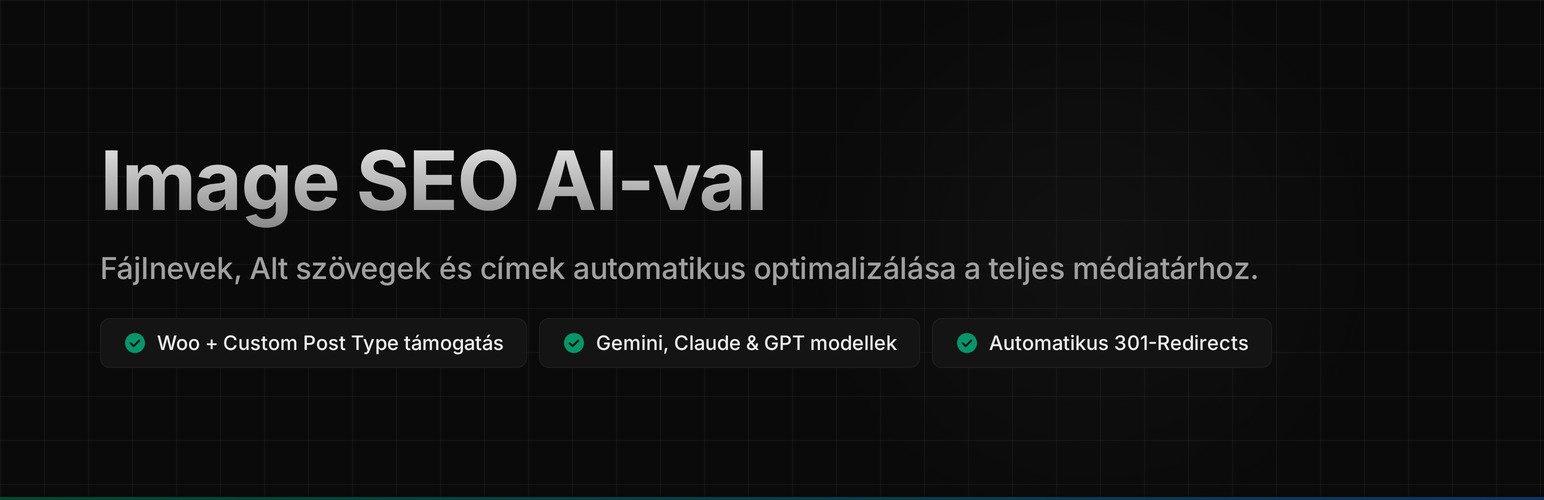 Image SEO AI-val
Fájlnevek, Alt szövegek és címek automatikus optimalizálása a teljes médiatárhoz.
Woo + Custom Post Type támogatás
Gemini, Claude & GPT modellek
Automatikus 301-Redirects